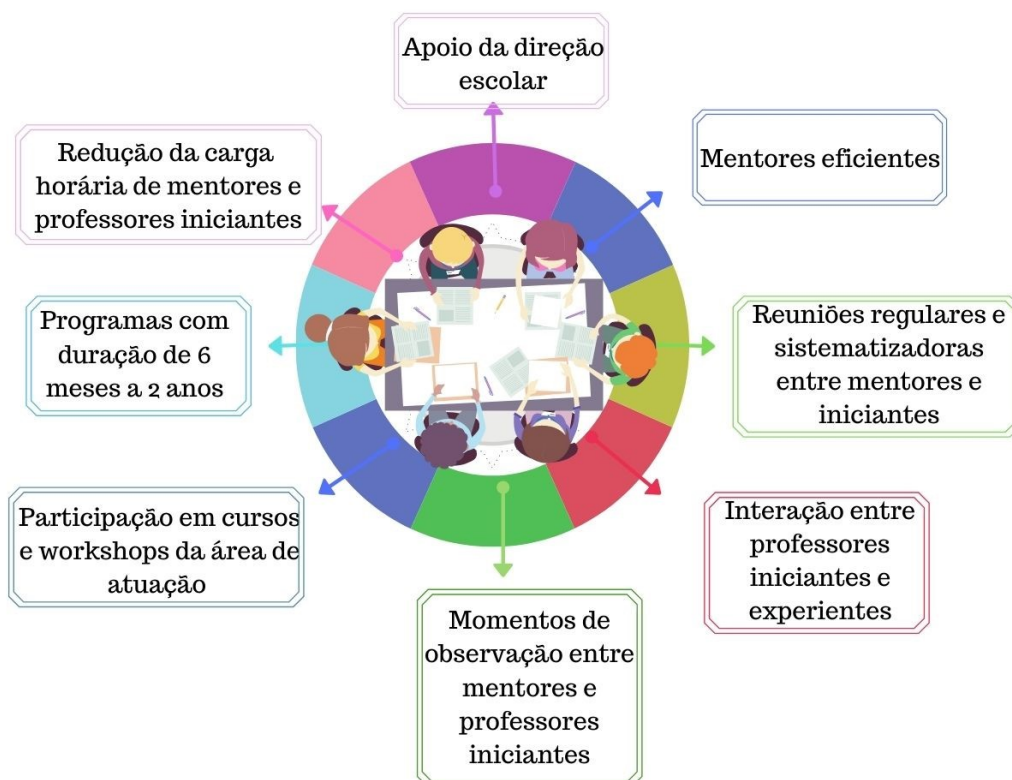 Apoio da direção
escolar
Mentores eficientes
Reuniões regulares e
sistematizadoras
entre mentores e
iniciantes
Interação entre
professores
iniciantes e
experientes
Momentos de
observação entre
mentores e
professores
iniciantes
Participação em cursos
e workshops da área de
atuação
Programas com
duração de 6
meses a 2 anos
Redução da carga
horária de mentores e
professores iniciantes